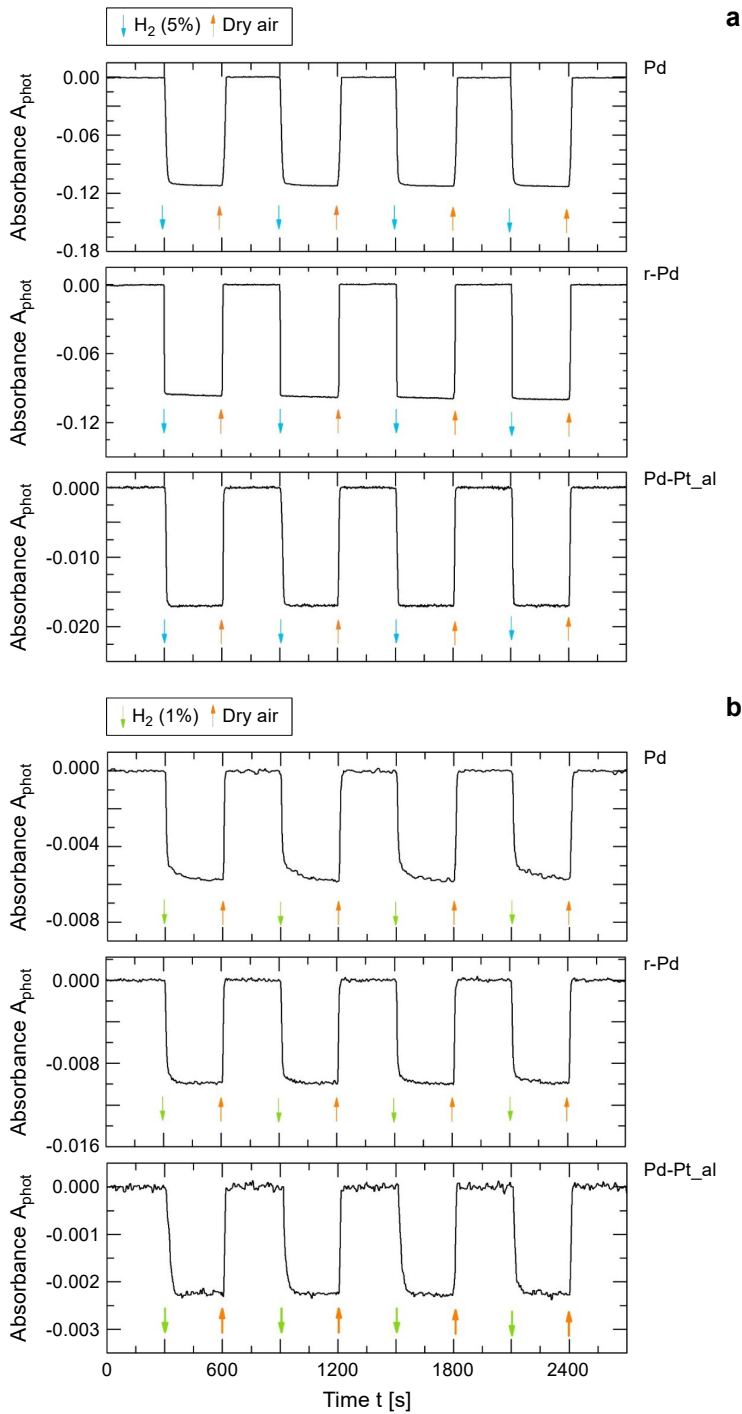 a
H2 (5%) Dry air
Pd
Absorbance Aphot
0.00
-0.06
-0.12
-0.18
r-Pd
Absorbance Aphot
0.00
-0.06
-0.12
Pd-Pt_al
Absorbance Aphot
0.000
-0.010
-0.020
b
H2 (1%) Dry air
Pd
Absorbance Aphot
0.000
-0.004
-0.008
r-Pd
Absorbance Aphot
0.000
-0.008
-0.016
Pd-Pt_al
Absorbance Aphot
0.000
-0.001
-0.002
-0.003
0 600 1200 1800 2400
Time t [s]